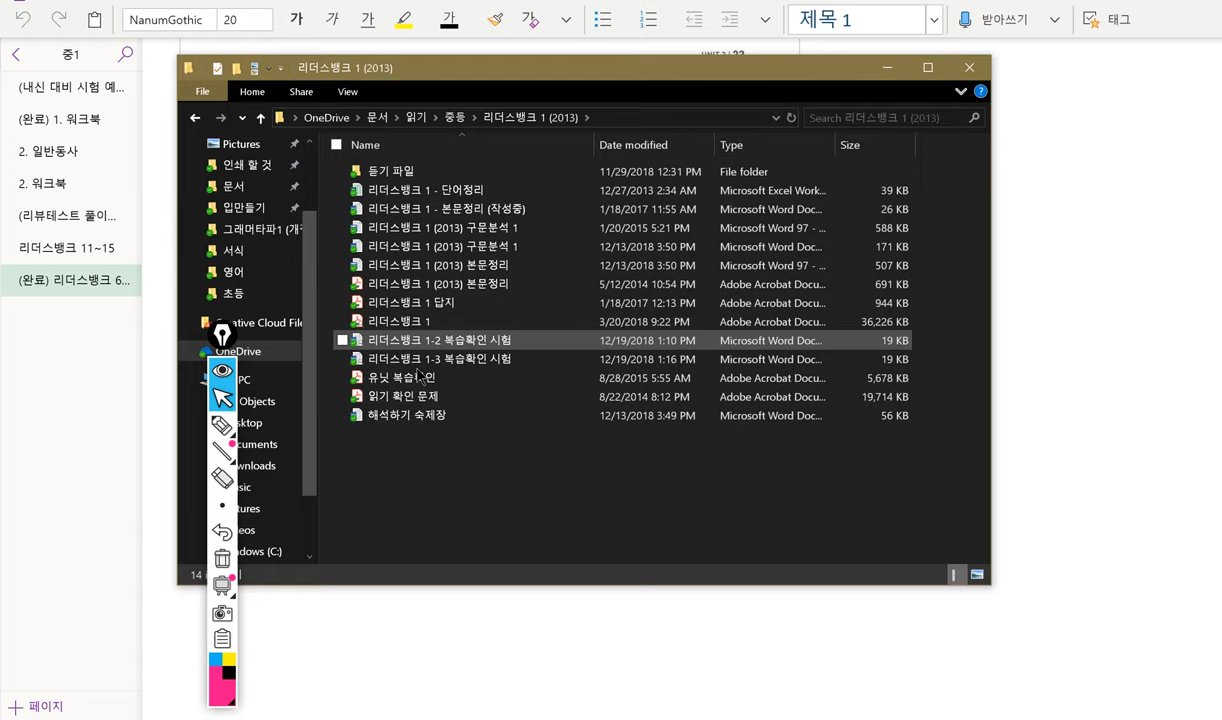 NanumGothic 20 가 가 가 가 제목 1 받아쓰기 태그
중1
(내신 대비 시험 예...
(완료) 1. 워크북
2. 일반동사
2. 워크북
(리뷰테스트 풀이...
리더스뱅크 11~15
(완료) 리더스뱅크 6...
페이지
리더스뱅크 1 (2013)
File Home Share View
OneDrive 문서 읽기 중등 리더스뱅크 1 (2013) Search 리더스뱅크 1 (2013)
Pictures
인쇄 할 것
문서
입만들기
그래머타파1 (개정
서식
영어
초등
Creative Cloud File
OneDrive
PC
Objects
sktop
cuments
wnloads
sic
tures
eos
dows (C:)
Name Date modified Type Size
듣기 파일 11/29/2018 12:31 PM File folder
리더스뱅크 1 - 단어정리 12/27/2013 2:34 AM Microsoft Excel Work... 39 KB
리더스뱅크 1 - 본문정리 (작성중) 1/18/2017 11:55 AM Microsoft Word Doc... 26 KB
리더스뱅크 1 (2013) 구문분석 1 1/20/2015 5:21 PM Microsoft Word 97 - ... 588 KB
리더스뱅크 1 (2013) 구문분석 1 12/13/2018 3:50 PM Microsoft Word Doc... 171 KB
리더스뱅크 1 (2013) 본문정리 12/13/2018 3:50 PM Microsoft Word 97 - ... 507 KB
리더스뱅크 1 (2013) 본문정리 5/12/2014 10:54 PM Adobe Acrobat Docu... 691 KB
리더스뱅크 1 답지 1/18/2017 12:13 PM Adobe Acrobat Docu... 944 KB
리더스뱅크 1 3/20/2018 9:22 PM Adobe Acrobat Docu... 36,226 KB
리더스뱅크 1-2 복습확인 시험 12/19/2018 1:10 PM Microsoft Word Doc... 19 KB
리더스뱅크 1-3 복습확인 시험 12/19/2018 1:16 PM Microsoft Word Doc... 19 KB
유닛 복습확인 8/28/2015 5:55 AM Adobe Acrobat Docu... 5,678 KB
읽기 확인 문제 8/22/2014 8:12 PM Adobe Acrobat Docu... 19,714 KB
해석하기 숙제장 12/13/2018 3:49 PM Microsoft Word Doc... 56 KB
14